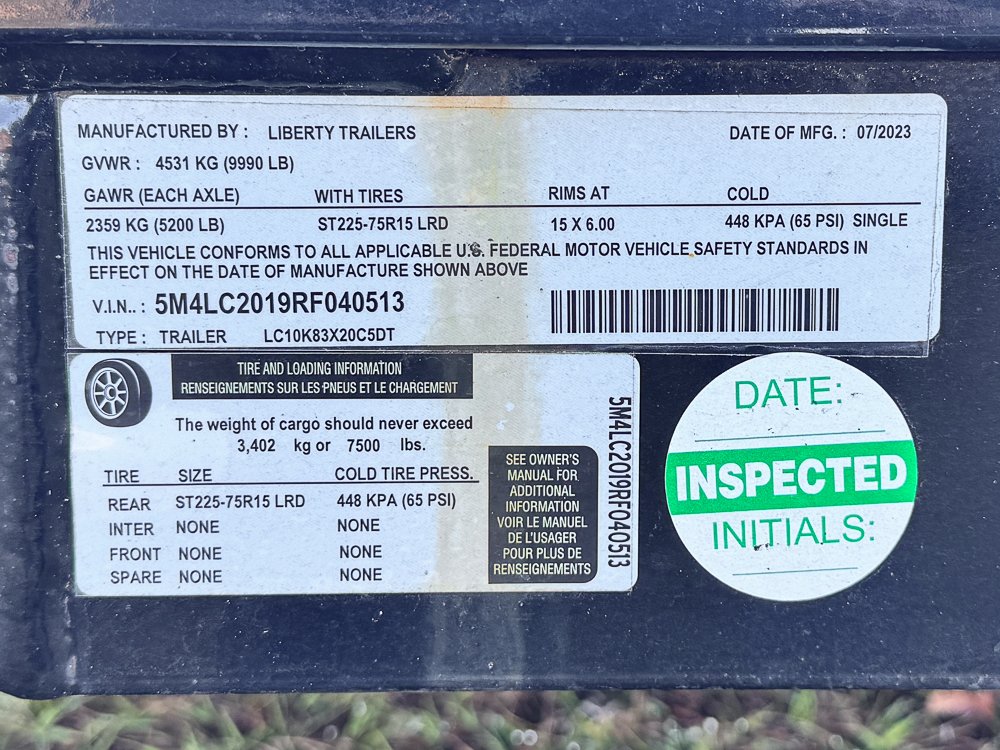 MANUFACTURED BY : LIBERTY TRAILERS DATE OF MFG. : 07/2023
GVWR : 4531 KG (9990 LB)
GAWR (EACH AXLE) WITH TIRES RIMS AT COLD
2359 KG (5200 LB) ST225-75R15 LRD 15 X 6.00 448 KPA (65 PSI) SINGLE
THIS VEHICLE CONFORMS TO ALL APPLICABLE U.S. FEDERAL MOTOR VEHICLE SAFETY STANDARDS IN
EFFECT ON THE DATE OF MANUFACTURE SHOWN ABOVE
V.I.N.. : 5M4LC2019RF040513
TYPE : TRAILER LC10K83X20C5DT
TIRE AND LOADING INFORMATION
RENSEIGNEMENTS SUR LES PNEUS ET LE CHARGEMENT
The weight of cargo should never exceed
3,402 kg or 7500 lbs.
TIRE SIZE COLD TIRE PRESS.
REAR ST225-75R15 LRD 448 KPA (65 PSI)
INTER NONE NONE
FRONT NONE NONE
SPARE NONE NONE
SEE OWNER'S
MANUAL FOR
ADDITIONAL
INFORMATION
VOIR LE MANUEL
DE L'USAGER
POUR PLUS DE
RENSEIGNEMENTS
5M4LC2019RF040513
DATE:
INSPECTED
INITIALS: